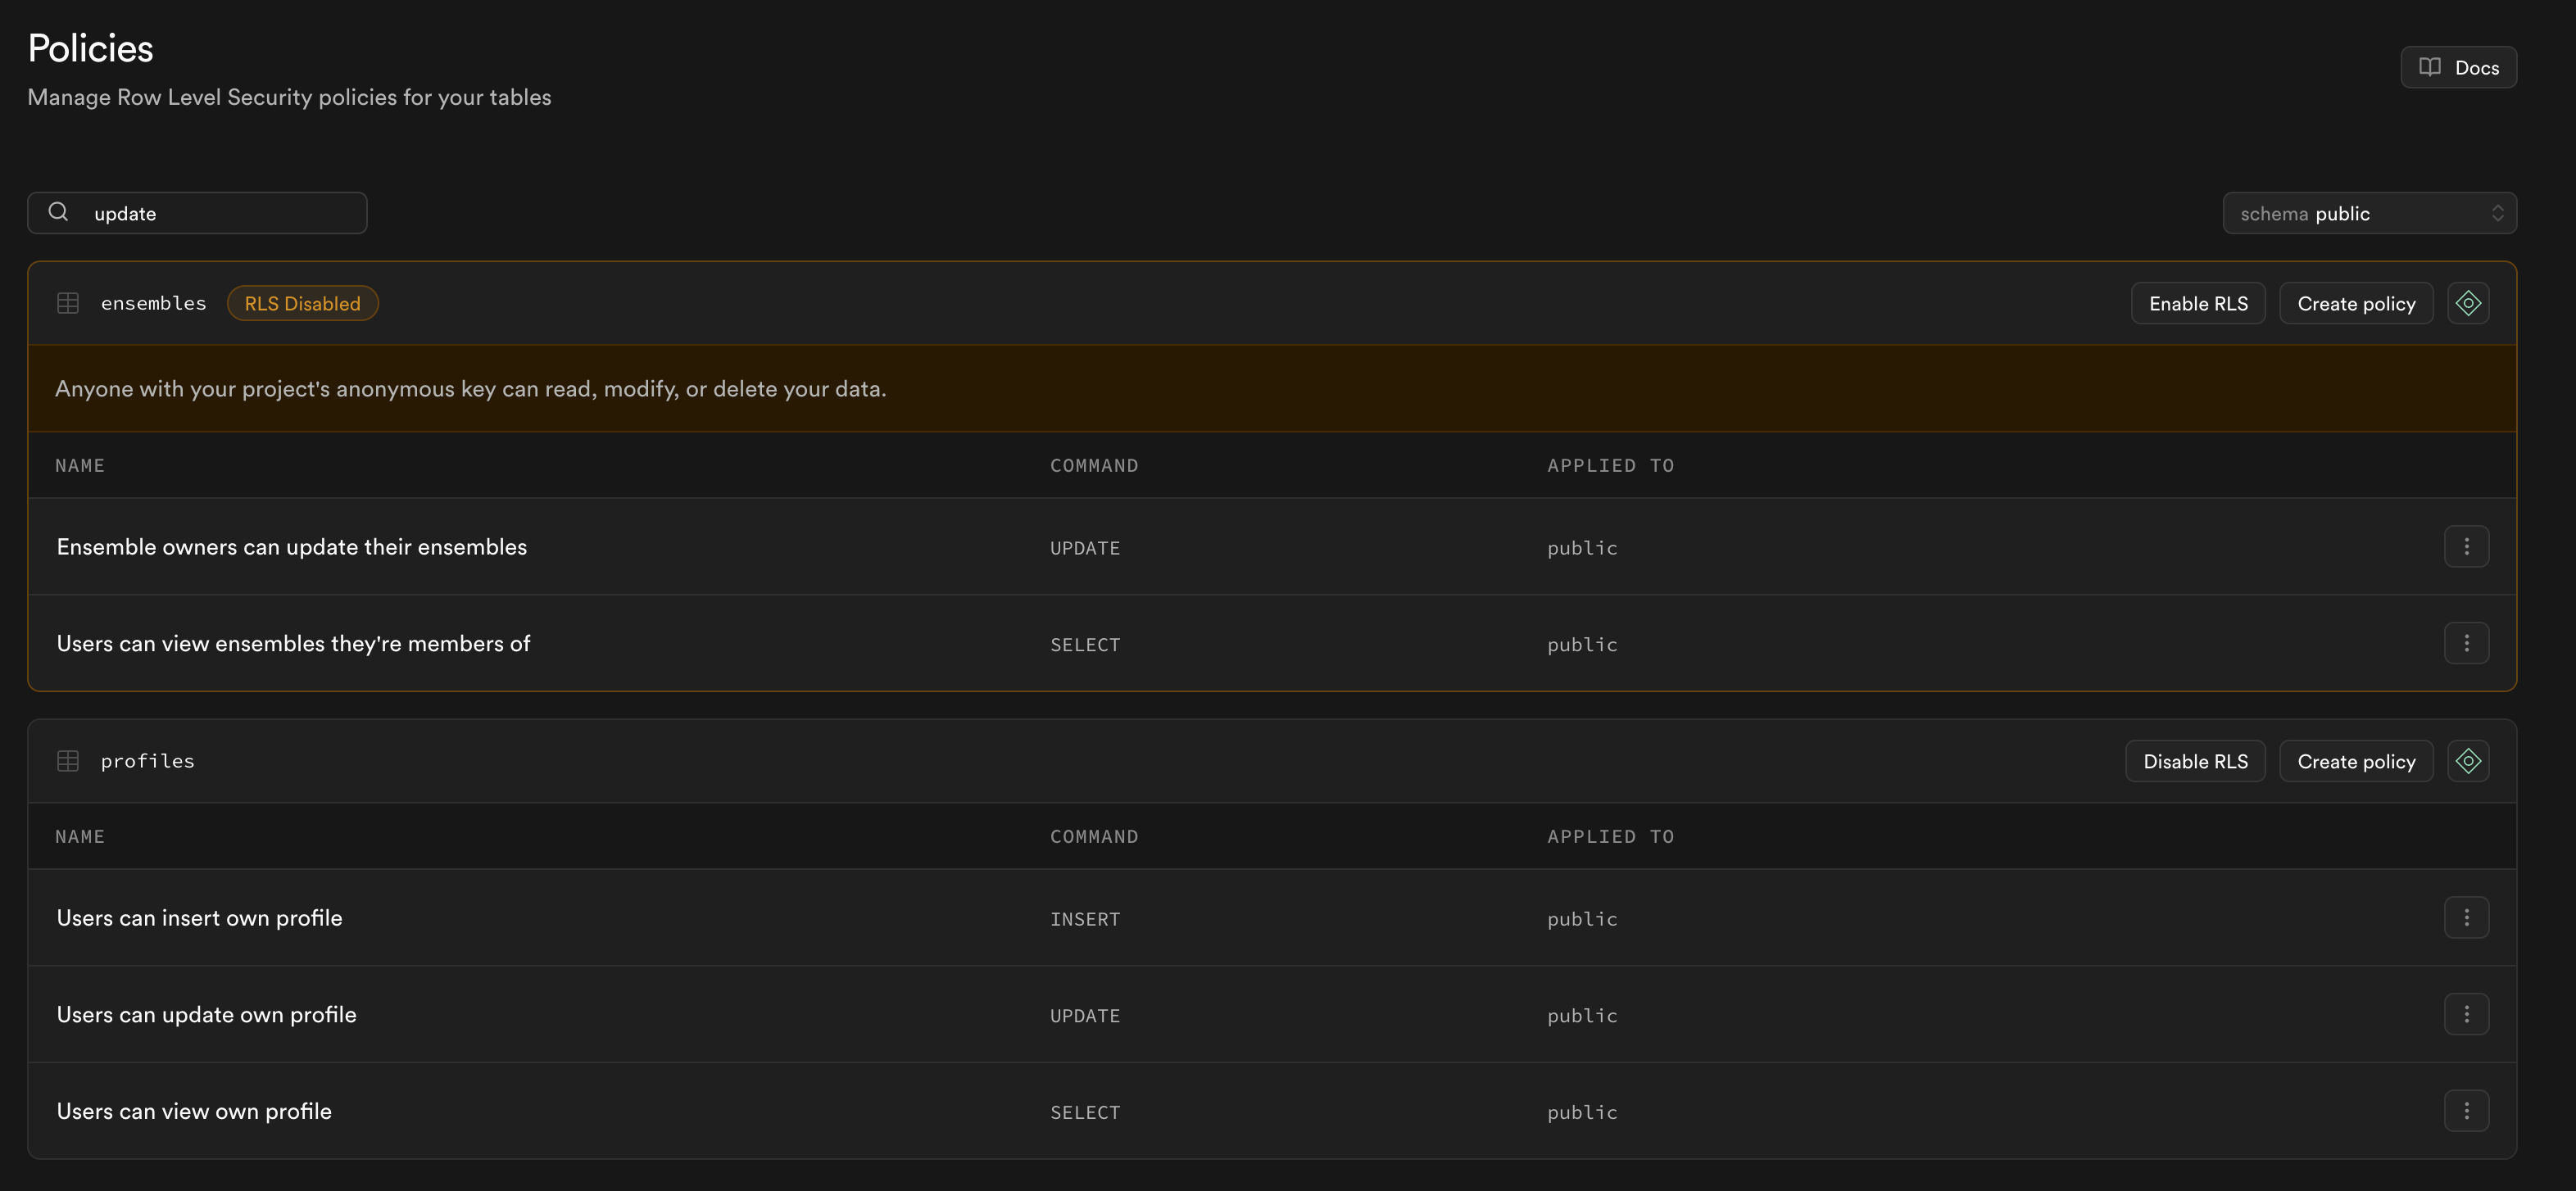 Policies
Manage Row Level Security policies for your tables
Docs
update
schema public
ensembles RLS Disabled Enable RLS Create policy
Anyone with your project's anonymous key can read, modify, or delete your data.
NAME COMMAND APPLIED TO
Ensemble owners can update their ensembles UPDATE public
Users can view ensembles they're members of SELECT public
profiles Disable RLS Create policy
NAME COMMAND APPLIED TO
Users can insert own profile INSERT public
Users can update own profile UPDATE public
Users can view own profile SELECT public